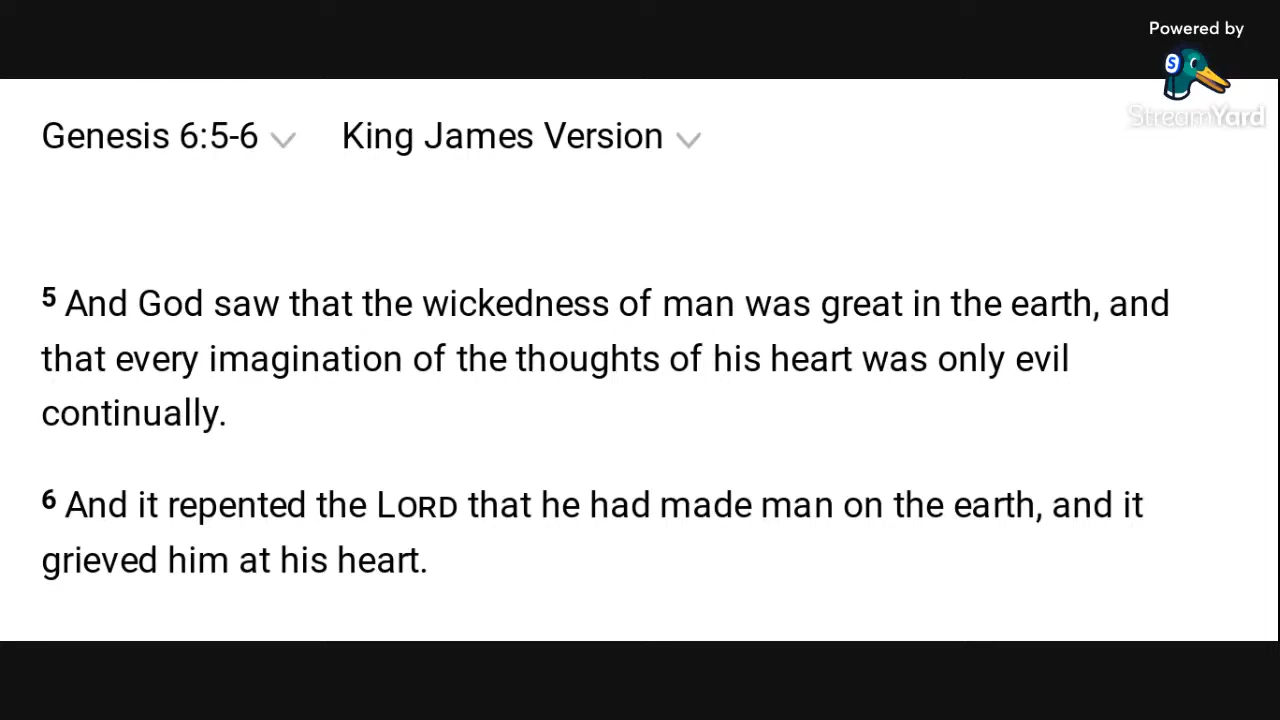 Powered by
S
StreamYard
Genesis 6:5-6 King James Version
5 And God saw that the wickedness of man was great in the earth, and
that every imagination of the thoughts of his heart was only evil
continually.
6 And it repented the LORD that he had made man on the earth, and it
grieved him at his heart.